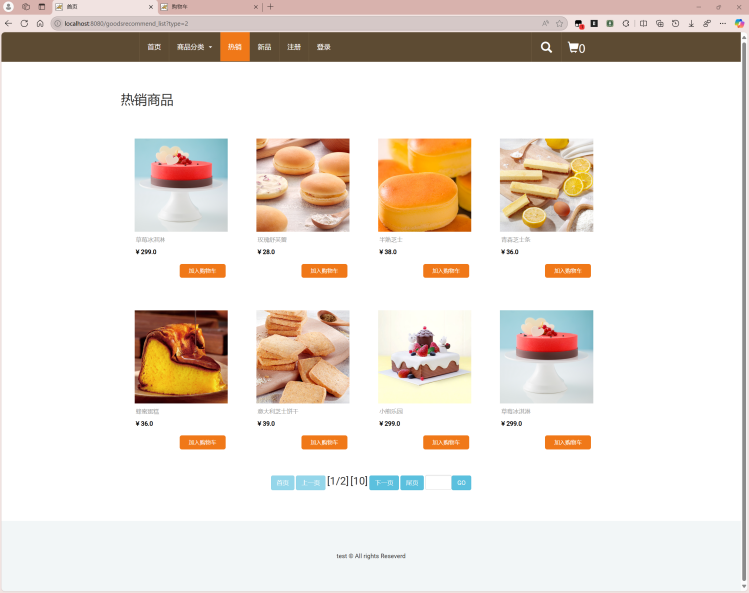 首页
购物车
localhost:8080/goodsrecommend_list?type=2
首页 商品分类 热销 新品 注册 登录 0
热销商品
草莓冰淇淋
¥299.0
加入购物车
玫瑰舒芙蕾
¥28.0
加入购物车
半熟芝士
¥38.0
加入购物车
青森芝士条
¥36.0
加入购物车
蜂蜜蛋糕
¥36.0
加入购物车
意大利芝士饼干
¥39.0
加入购物车
小熊乐园
¥299.0
加入购物车
草莓冰淇淋
¥299.0
加入购物车
首页 上一页 [1/2] [10] 下一页 尾页 GO
test © All rights Reseverd